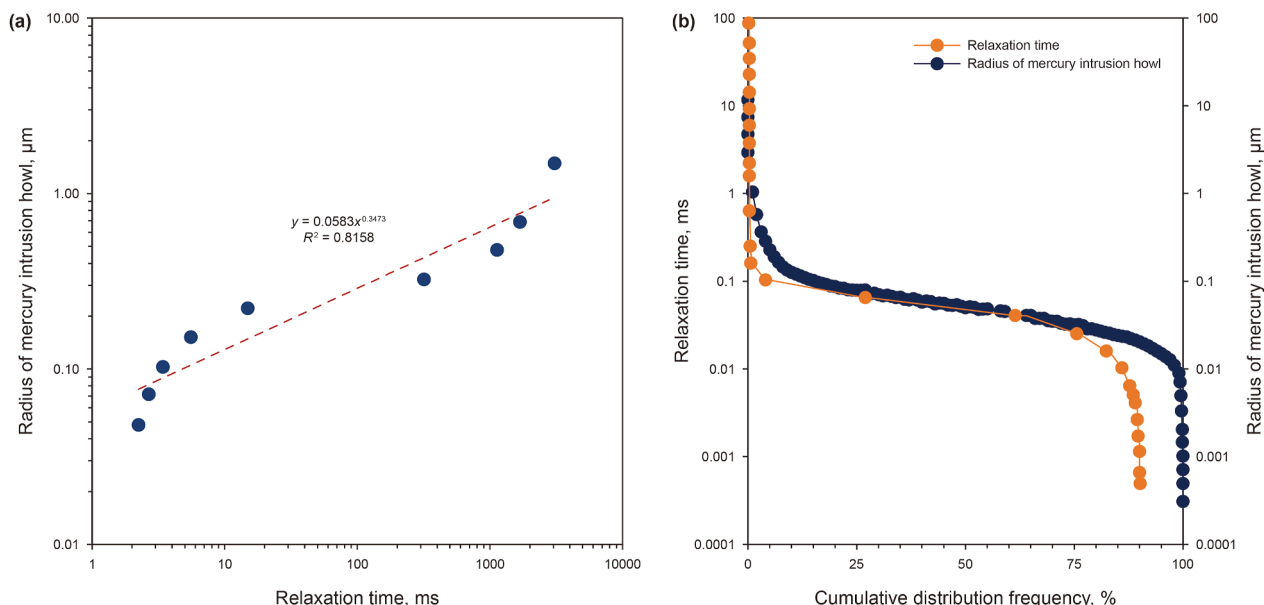 (a)
10.00
1.00
0.10
0.01
Radius of mercury intrusion howl, μm
y = 0.0583x^0.3473
R² = 0.8158
1
10
100
1000
10000
Relaxation time, ms
(b)
100
10
1
0.1
0.01
0.001
0.0001
Relaxation time, ms
Relaxation time
Radius of mercury intrusion howl
100
10
1
0.1
0.01
0.001
0.0001
Radius of mercury intrusion howl, μm
0
25
50
75
100
Cumulative distribution frequency, %